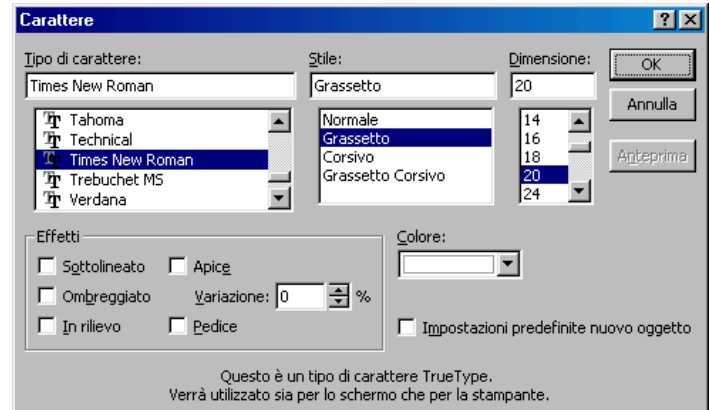 Carattere
Tipo di carattere: Stile: Dimensione:
Times New Roman Grassetto 20 OK
Tahoma Normale 14 Annulla
Technical Grassetto 16
Times New Roman Corsivo 18 Anteprima
Trebuchet MS Grassetto Corsivo 20
Verdana 24
Effetti Colore:
Sottolineato Apice
Ombreggiato Variazione: 0 %
In rilievo Pedice Impostazioni predefinite nuovo oggetto
Questo è un tipo di carattere TrueType.
Verrà utilizzato sia per lo schermo che per la stampante.